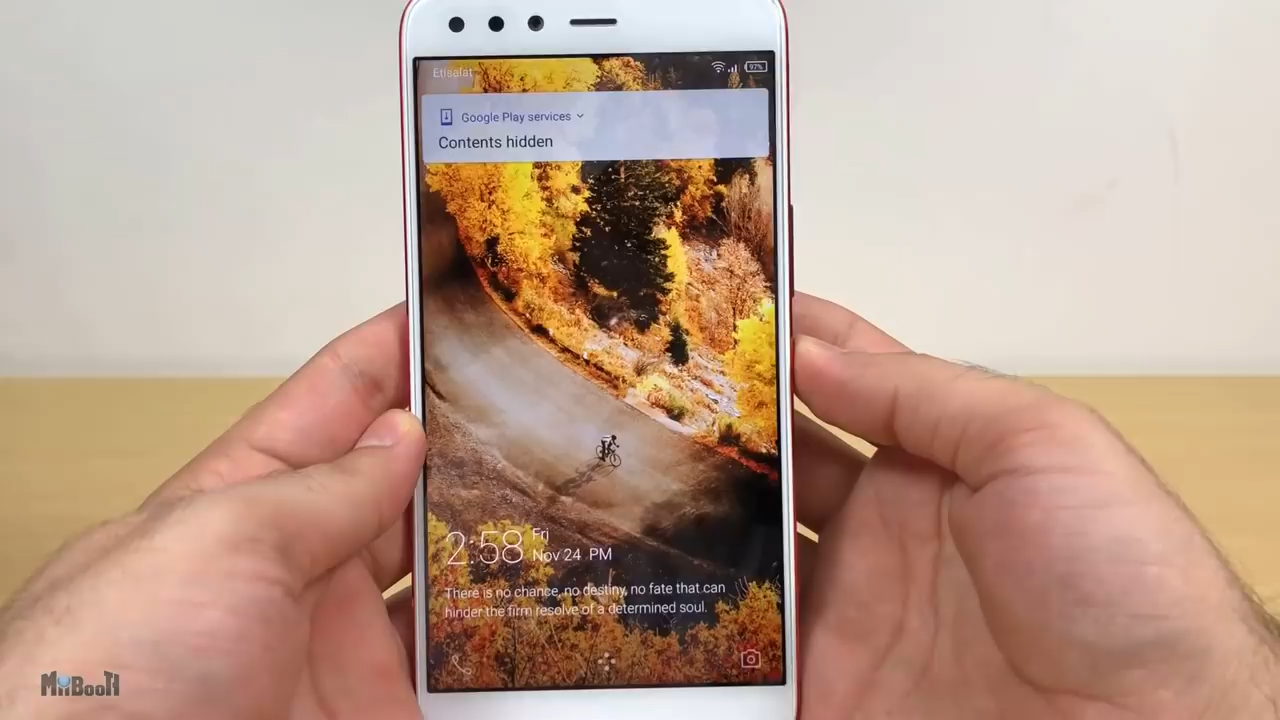 Etisalat
97%
Google Play services
Contents hidden
2:58 Fri
Nov 24 PM
There is no chance, no destiny, no fate that can
hinder the firm resolve of a determined soul.
MiiBooTI